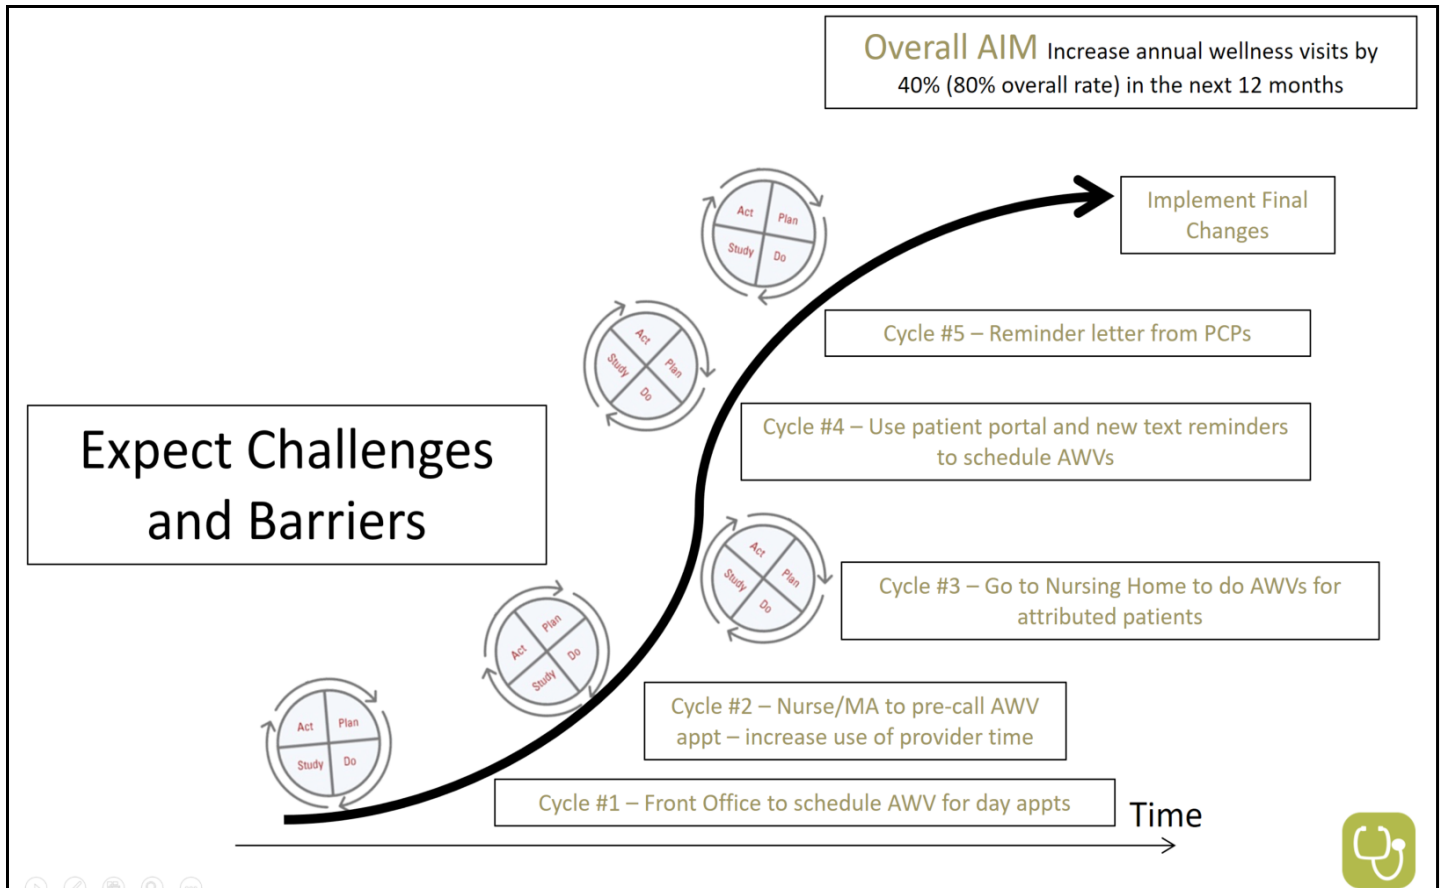 Overall AIM Increase annual wellness visits by
40% (80% overall rate) in the next 12 months
Implement Final
Changes
Act
Plan
Study
Do
Cycle #5 – Reminder letter from PCPs
Act
Plan
Study
Do
Cycle #4 – Use patient portal and new text reminders
to schedule AWVs
Expect Challenges
and Barriers
Act
Plan
Study
Do
Cycle #3 – Go to Nursing Home to do AWVs for
attributed patients
Plan
Act
Do
Study
Cycle #2 – Nurse/MA to pre-call AWV
appt – increase use of provider time
Act
Plan
Study
Do
Cycle #1 – Front Office to schedule AWV for day appts
Time